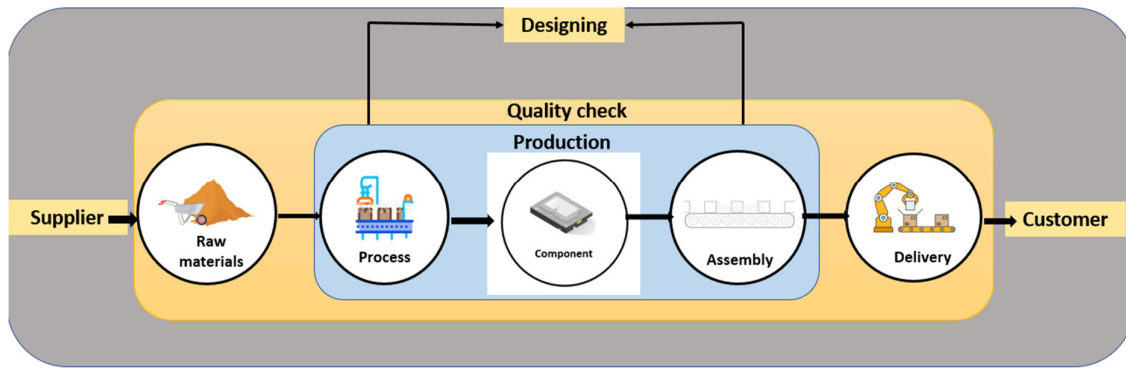 Designing
Quality check
Production
Supplier
Raw
materials
Process
Component
Assembly
Delivery
Customer